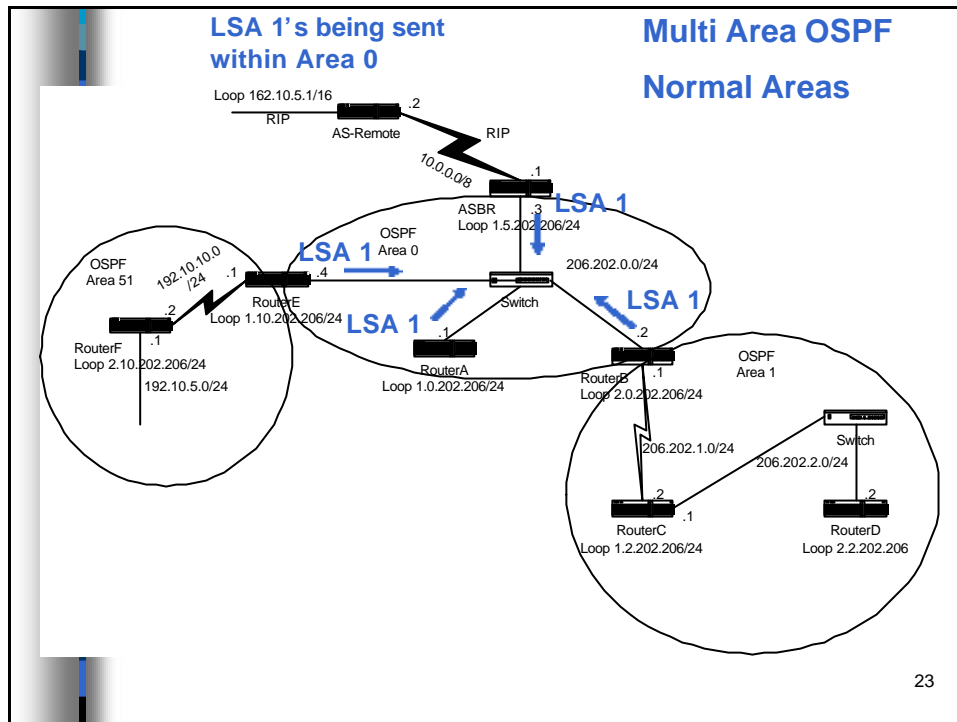 LSA 1's being sent
within Area 0
Multi Area OSPF
Normal Areas
Loop 162.10.5.1/16
RIP
.2
AS-Remote
RIP
10.0.0.0/8
.1
ASBR
Loop 1.5.202.206/24
.3
LSA 1
OSPF
Area 0
206.202.0.0/24
OSPF
Area 51
192.10.10.0
/24
.1
.4
LSA 1
RouterE
Loop 1.10.202.206/24
Switch
LSA 1
LSA 1
.2
.1
RouterF
Loop 2.10.202.206/24
192.10.5.0/24
.1
RouterA
Loop 1.0.202.206/24
.2
.1
RouterB
Loop 2.0.202.206/24
OSPF
Area 1
206.202.1.0/24
Switch
206.202.2.0/24
.2
.1
RouterC
Loop 1.2.202.206/24
.2
RouterD
Loop 2.2.202.206
23